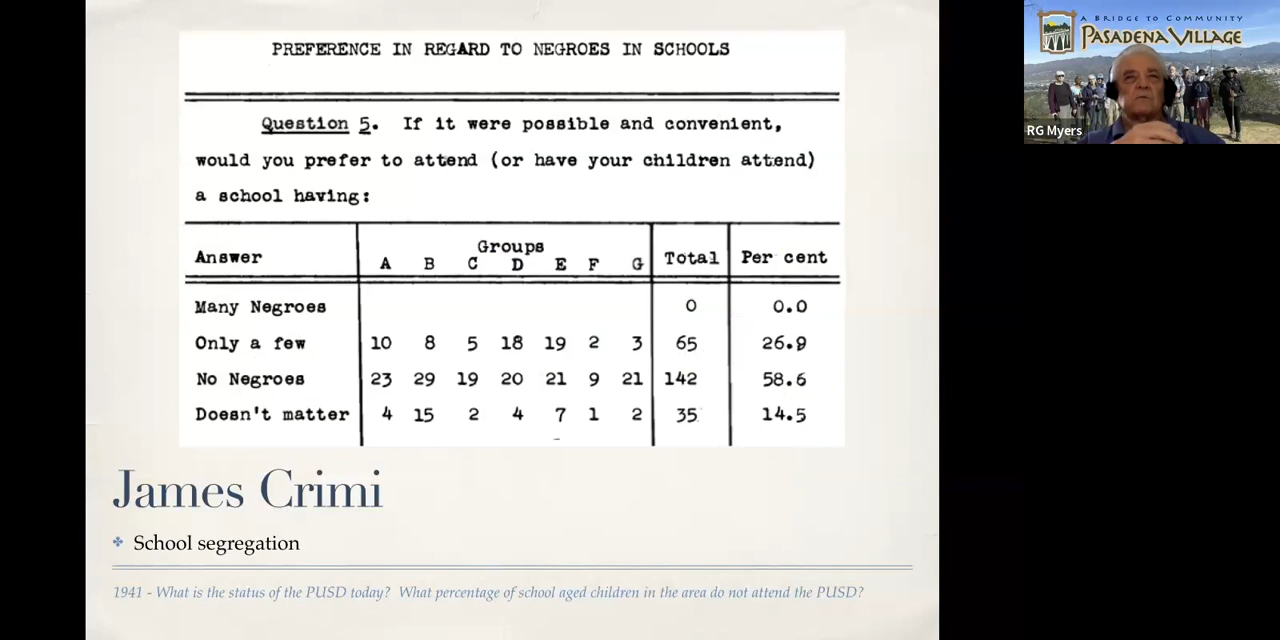 PREFERENCE IN REGARD TO NEGROES IN SCHOOLS
Question 5. If it were possible and convenient,
would you prefer to attend (or have your children attend)
a school having:
Answer Groups Total Per cent
A B C D E F G
Many Negroes 0 0.0
Only a few 10 8 5 18 19 2 3 65 26.9
No Negroes 23 29 19 20 21 9 21 142 58.6
Doesn't matter 4 15 2 4 7 1 2 35 14.5
James Crimi
School segregation
1941 - What is the status of the PUSD today? What percentage of school aged children in the area do not attend the PUSD?
A BRIDGE TO COMMUNITY
PASADENA VILLAGE
RG Myers